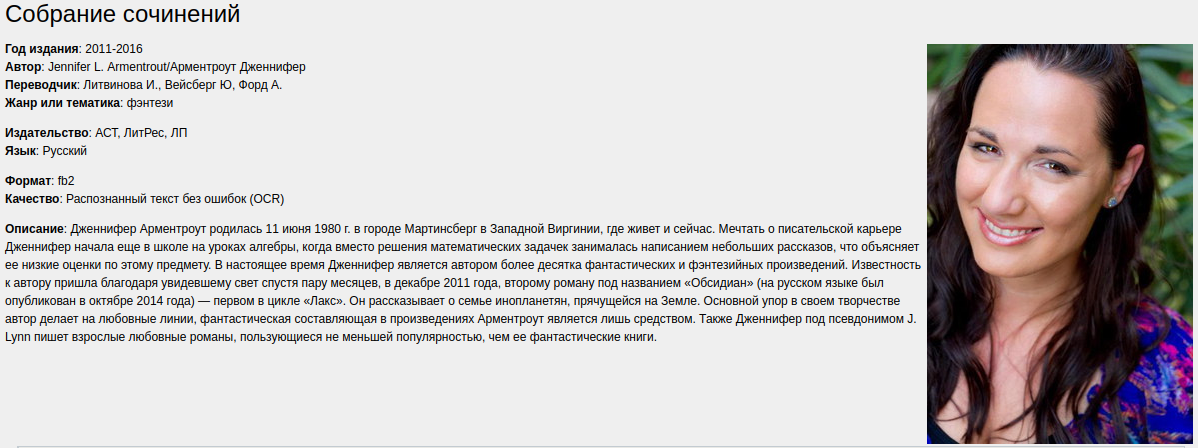 Собрание сочинений
Год издания: 2011-2016
Автор: Jennifer L. Armentrout/Арментроут Дженнифер
Переводчик: Литвинова И., Вейсберг Ю, Форд А.
Жанр или тематика: фэнтези
Издательство: АСТ, ЛитРес, ЛП
Язык: Русский
Формат: fb2
Качество: Распознанный текст без ошибок (OCR)
Описание: Дженнифер Арментроут родилась 11 июня 1980 г. в городе Мартинсберг в Западной Виргинии, где живет и сейчас. Мечтать о писательской карьере
Дженнифер начала еще в школе на уроках алгебры, когда вместо решения математических задачек занималась написанием небольших рассказов, что объясняет
ее низкие оценки по этому предмету. В настоящее время Дженнифер является автором более десятка фантастических и фэнтезийных произведений. Известность
к автору пришла благодаря увидевшему свет спустя пару месяцев, в декабре 2011 года, второму роману под названием «Обсидиан» (на русском языке был
опубликован в октябре 2014 года) — первом в цикле «Лакс». Он рассказывает о семье инопланетян, прячущейся на Земле. Основной упор в своем творчестве
автор делает на любовные линии, фантастическая составляющая в произведениях Арментроут является лишь средством. Также Дженнифер под псевдонимом J.
Lynn пишет взрослые любовные романы, пользующиеся не меньшей популярностью, чем ее фантастические книги.